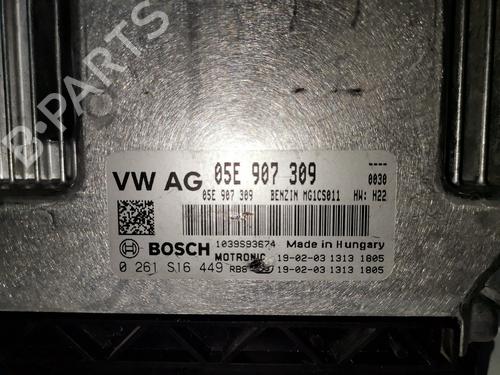 B-PARTS
VW AG 05E 907 309 ----
0030
05E 907 309 BENZIN MG1CS011 HW: H22
BOSCH 1039S93674 Made in Hungary
MOTRONIC 19-02-03 1313 1805
0 261 S16 449 RB8 19-02-03 1313 1805